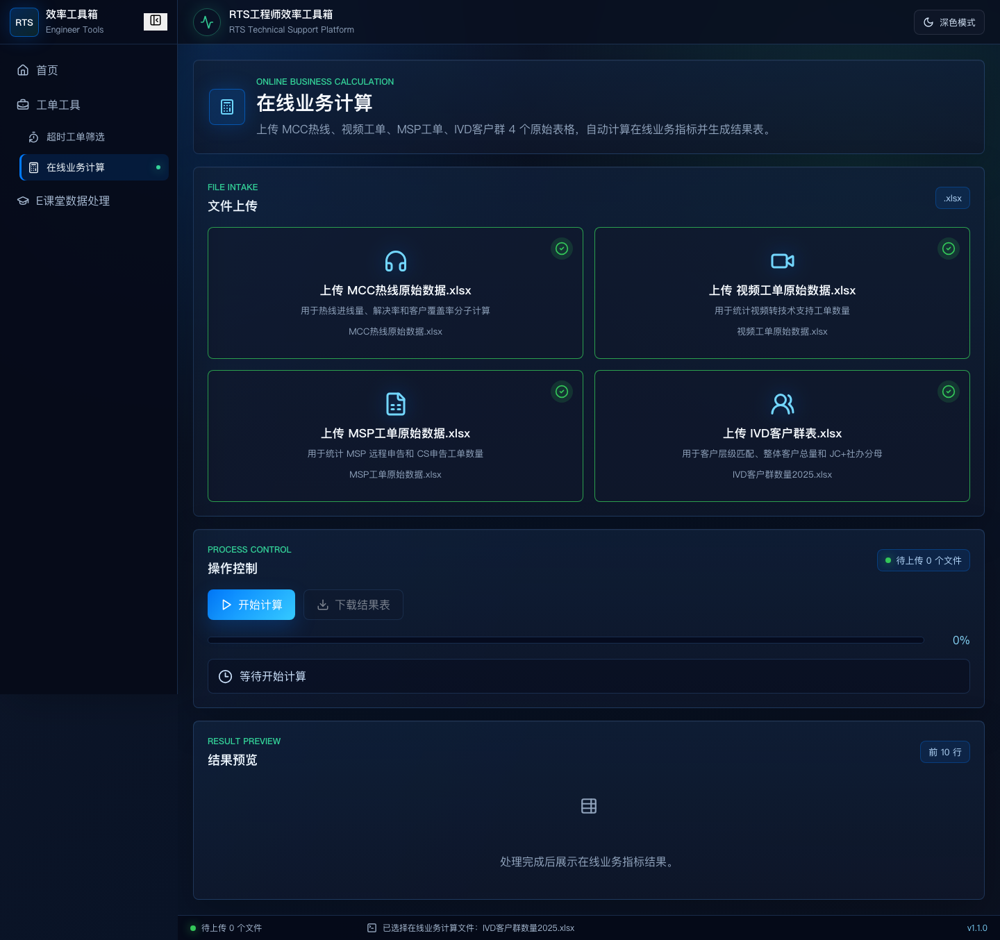 RTS
效率工具箱
Engineer Tools
RTS工程师效率工具箱
RTS Technical Support Platform
深色模式
首页
工单工具
超时工单筛选
在线业务计算
E课堂数据处理
ONLINE BUSINESS CALCULATION
在线业务计算
上传 MCC热线、视频工单、MSP工单、IVD客户群 4 个原始表格，自动计算在线业务指标并生成结果表。
FILE INTAKE
文件上传
.xlsx
上传 MCC热线原始数据.xlsx
用于热线进线量、解决率和客户覆盖率分子计算
MCC热线原始数据.xlsx
上传 视频工单原始数据.xlsx
用于统计视频转技术支持工单数量
视频工单原始数据.xlsx
上传 MSP工单原始数据.xlsx
用于统计 MSP 远程申告和 CS申告工单数量
MSP工单原始数据.xlsx
上传 IVD客户群表.xlsx
用于客户层级匹配、整体客户总量和 JC+社办分母
IVD客户群数量2025.xlsx
PROCESS CONTROL
操作控制
待上传 0 个文件
开始计算
下载结果表
0%
等待开始计算
RESULT PREVIEW
结果预览
前 10 行
处理完成后展示在线业务指标结果。
待上传 0 个文件
已选择在线业务计算文件：IVD客户群数量2025.xlsx
v1.1.0